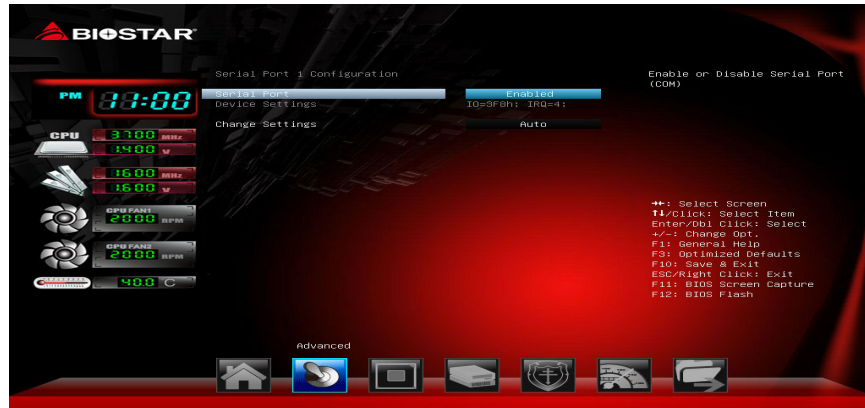 BIOSTAR
Serial Port 1 Configuration
Enable or Disable Serial Port
(COM)
PM 11:00
Serial Port Enabled
Device Settings IO=3F8h; IRQ=4;
Change Settings Auto
CPU 3700 MHz
1.400 V
1600 MHz
1.600 V
CPU FAN1
2000 RPM
CPU FAN2
2000 RPM
40.0 C
→←: Select Screen
↑↓/Click: Select Item
Enter/Dbl Click: Select
+/-: Change Opt.
F1: General Help
F3: Optimized Defaults
F10: Save & Exit
ESC/Right Click: Exit
F11: BIOS Screen Capture
F12: BIOS Flash
Advanced